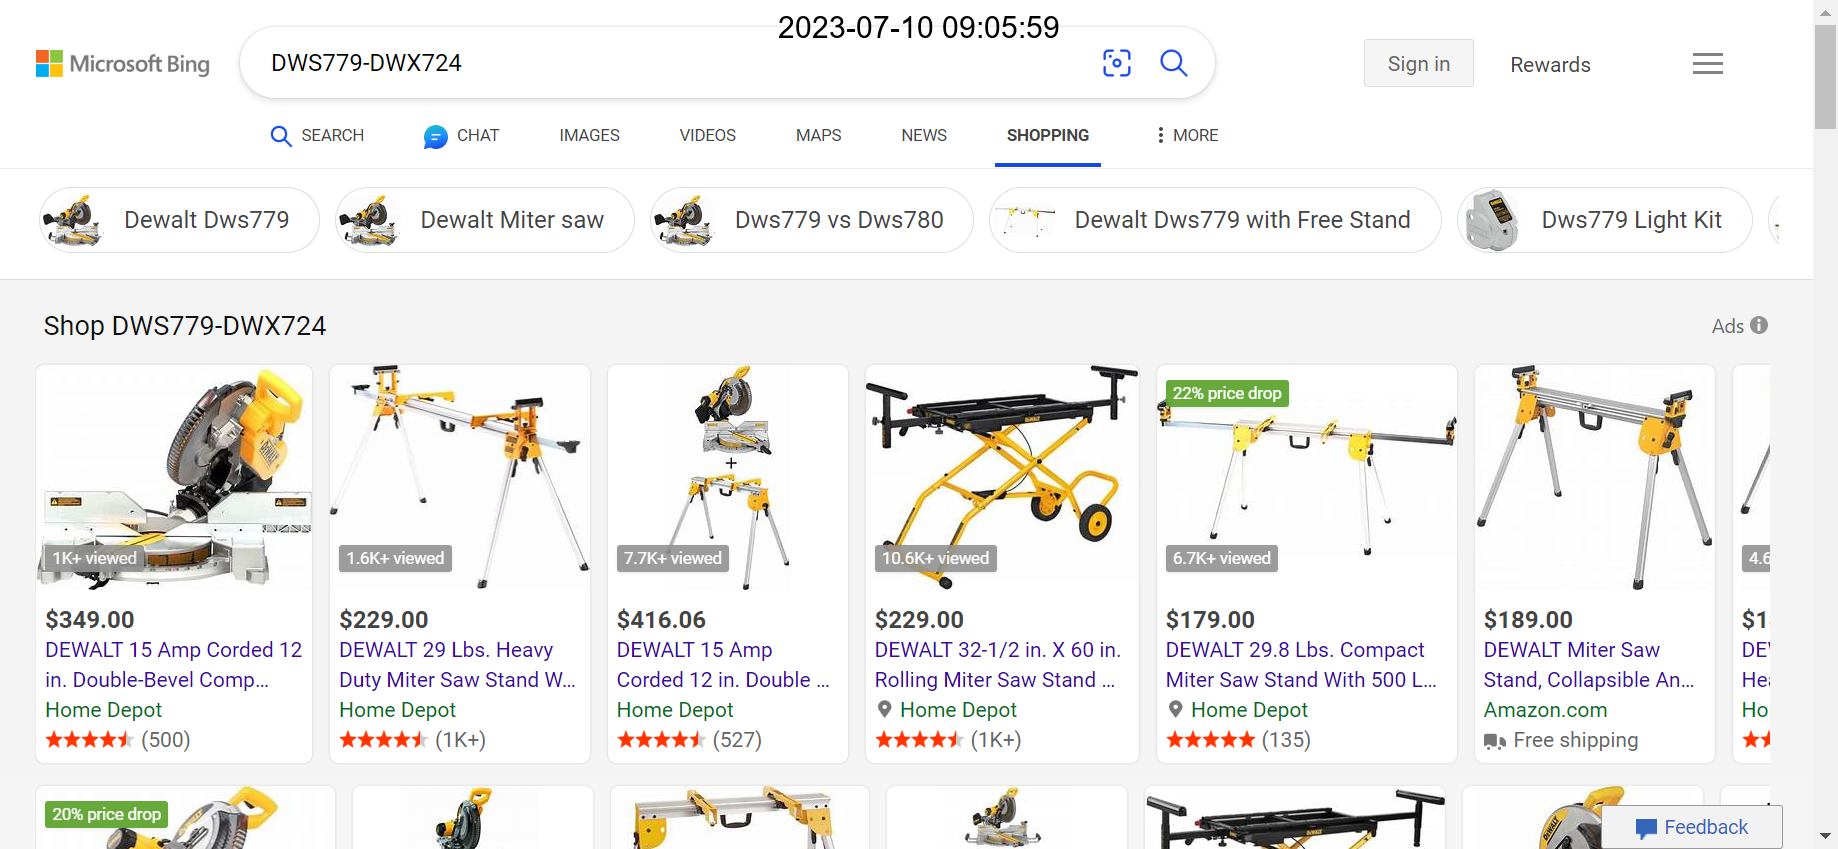 2023-07-10 09:05:59
Microsoft Bing
DWS779-DWX724
Sign in
Rewards
SEARCH
CHAT
IMAGES
VIDEOS
MAPS
NEWS
SHOPPING
MORE
Dewalt Dws779
Dewalt Miter saw
Dws779 vs Dws780
Dewalt Dws779 with Free Stand
Dws779 Light Kit
Shop DWS779-DWX724
Ads
1K+ viewed
$349.00
DEWALT 15 Amp Corded 12
in. Double-Bevel Comp...
Home Depot
(500)
1.6K+ viewed
$229.00
DEWALT 29 Lbs. Heavy
Duty Miter Saw Stand W...
Home Depot
(1K+)
+
7.7K+ viewed
$416.06
DEWALT 15 Amp
Corded 12 in. Double ...
Home Depot
(527)
10.6K+ viewed
$229.00
DEWALT 32-1/2 in. X 60 in.
Rolling Miter Saw Stand ...
Home Depot
(1K+)
22% price drop
6.7K+ viewed
$179.00
DEWALT 29.8 Lbs. Compact
Miter Saw Stand With 500 L...
Home Depot
(135)
$189.00
DEWALT Miter Saw
Stand, Collapsible An...
Amazon.com
Free shipping
4.6
$1
DE
Hea
Ho
20% price drop
DEWALT
Feedback